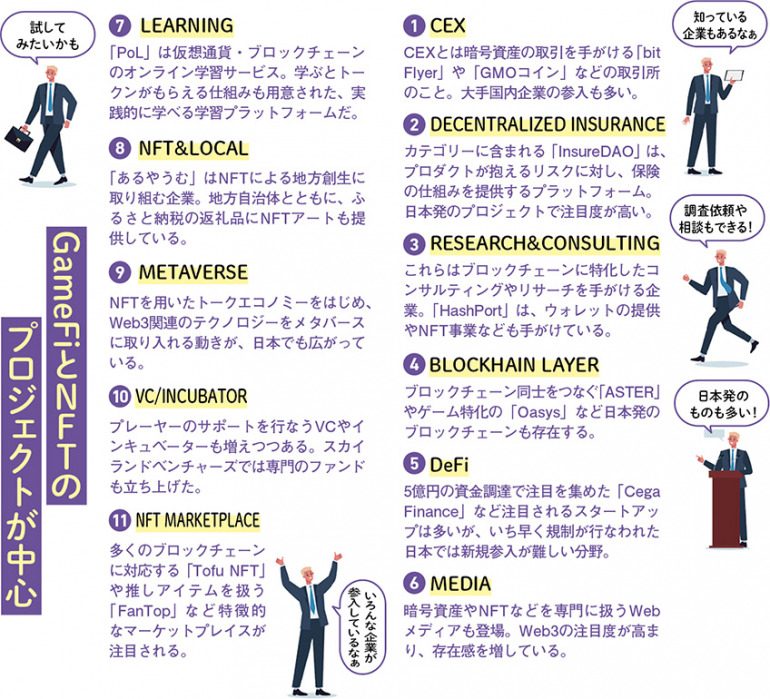 GameFiとNFTの
プロジェクトが中心
知っている
企業もあるなぁ
1 CEX
CEXとは暗号資産の取引を手がける「bit
Flyer」や「GMOコイン」などの取引所
のこと。大手国内企業の参入も多い。
2 DECENTRALIZED INSURANCE
カテゴリーに含まれる「InsureDAO」は、
プロダクトが抱えるリスクに対し、保険
の仕組みを提供するプラットフォーム。
日本発のプロジェクトで注目度が高い。
調査依頼や
相談もできる!
3 RESEARCH&CONSULTING
これらはブロックチェーンに特化したコ
ンサルティングやリサーチを手がける企
業。「HashPort」は、ウォレットの提供
やNFT事業なども手がけている。
4 BLOCKHAIN LAYER
ブロックチェーン同士をつなぐ「ASTER」
やゲーム特化の「Oasys」など日本発の
ブロックチェーンも存在する。
日本発の
ものも多い!
5 DeFi
5億円の資金調達で注目を集めた「Cega
Finance」など注目されるスタートアッ
プは多いが、いち早く規制が行なわれた
日本では新規参入が難しい分野。
6 MEDIA
暗号資産やNFTなどを専門に扱うWeb
メディアも登場。Web3の注目度が高ま
り、存在感を増している。
試して
みたいかも
7 LEARNING
「PoL」は仮想通貨・ブロックチェーン
のオンライン学習サービス。学ぶとトー
クンがもらえる仕組みも用意された、実
践的に学べる学習プラットフォームだ。
8 NFT&LOCAL
「あるやうむ」はNFTによる地方創生に
取り組む企業。地方自治体とともに、ふ
るさと納税の返礼品にNFTアートも提
供している。
9 METAVERSE
NFTを用いたトークエコノミーをはじめ、
Web3関連のテクノロジーをメタバース
に取り入れる動きが、日本でも広がって
いる。
10 VC/INCUBATOR
プレーヤーのサポートを行なうVCやイ
ンキュベーターも増えつつある。スカイ
ランドベンチャーズでは専門のファンド
も立ち上げた。
11 NFT MARKETPLACE
多くのブロックチェーン
に対応する「Tofu NFT」
や推しアイテムを扱う
「FanTop」など特徴的
なマーケットプレイスが
注目される。
いろんな企業が
参入しているなぁ